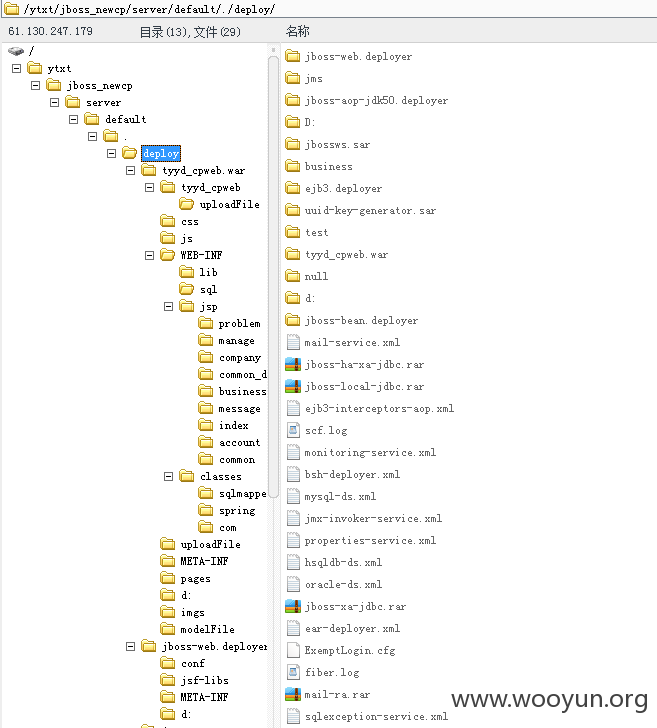 /ytxt/jboss_newcp/server/default/./deploy/
61.130.247.179 目录(13),文件(29) 名称
/
ytxt
jboss_newcp
server
default
.
deploy
tyyd_cpweb.war
tyyd_cpweb
uploadFile
css
js
WEB-INF
lib
sql
jsp
problem
manage
company
common_d
business
message
index
account
common
classes
sqlmappe
spring
com
uploadFile
META-INF
pages
d:
imgs
modelFile
jboss-web.deployer
conf
jsf-libs
META-INF
d:
jboss-web.deployer
jms
jboss-aop-jdk50.deployer
D:
jbossws.sar
business
ejb3.deployer
uuid-key-generator.sar
test
tyyd_cpweb.war
null
d:
jboss-bean.deployer
mail-service.xml
jboss-ha-xa-jdbc.rar
jboss-local-jdbc.rar
ejb3-interceptors-aop.xml
scf.log
monitoring-service.xml
bsh-deployer.xml
mysql-ds.xml
jmx-invoker-service.xml
properties-service.xml
hsqldb-ds.xml
oracle-ds.xml
jboss-xa-jdbc.rar
ear-deployer.xml
ExemptLogin.cfg
fiber.log
mail-ra.rar
sqlexception-service.xml
www.wooyun.org